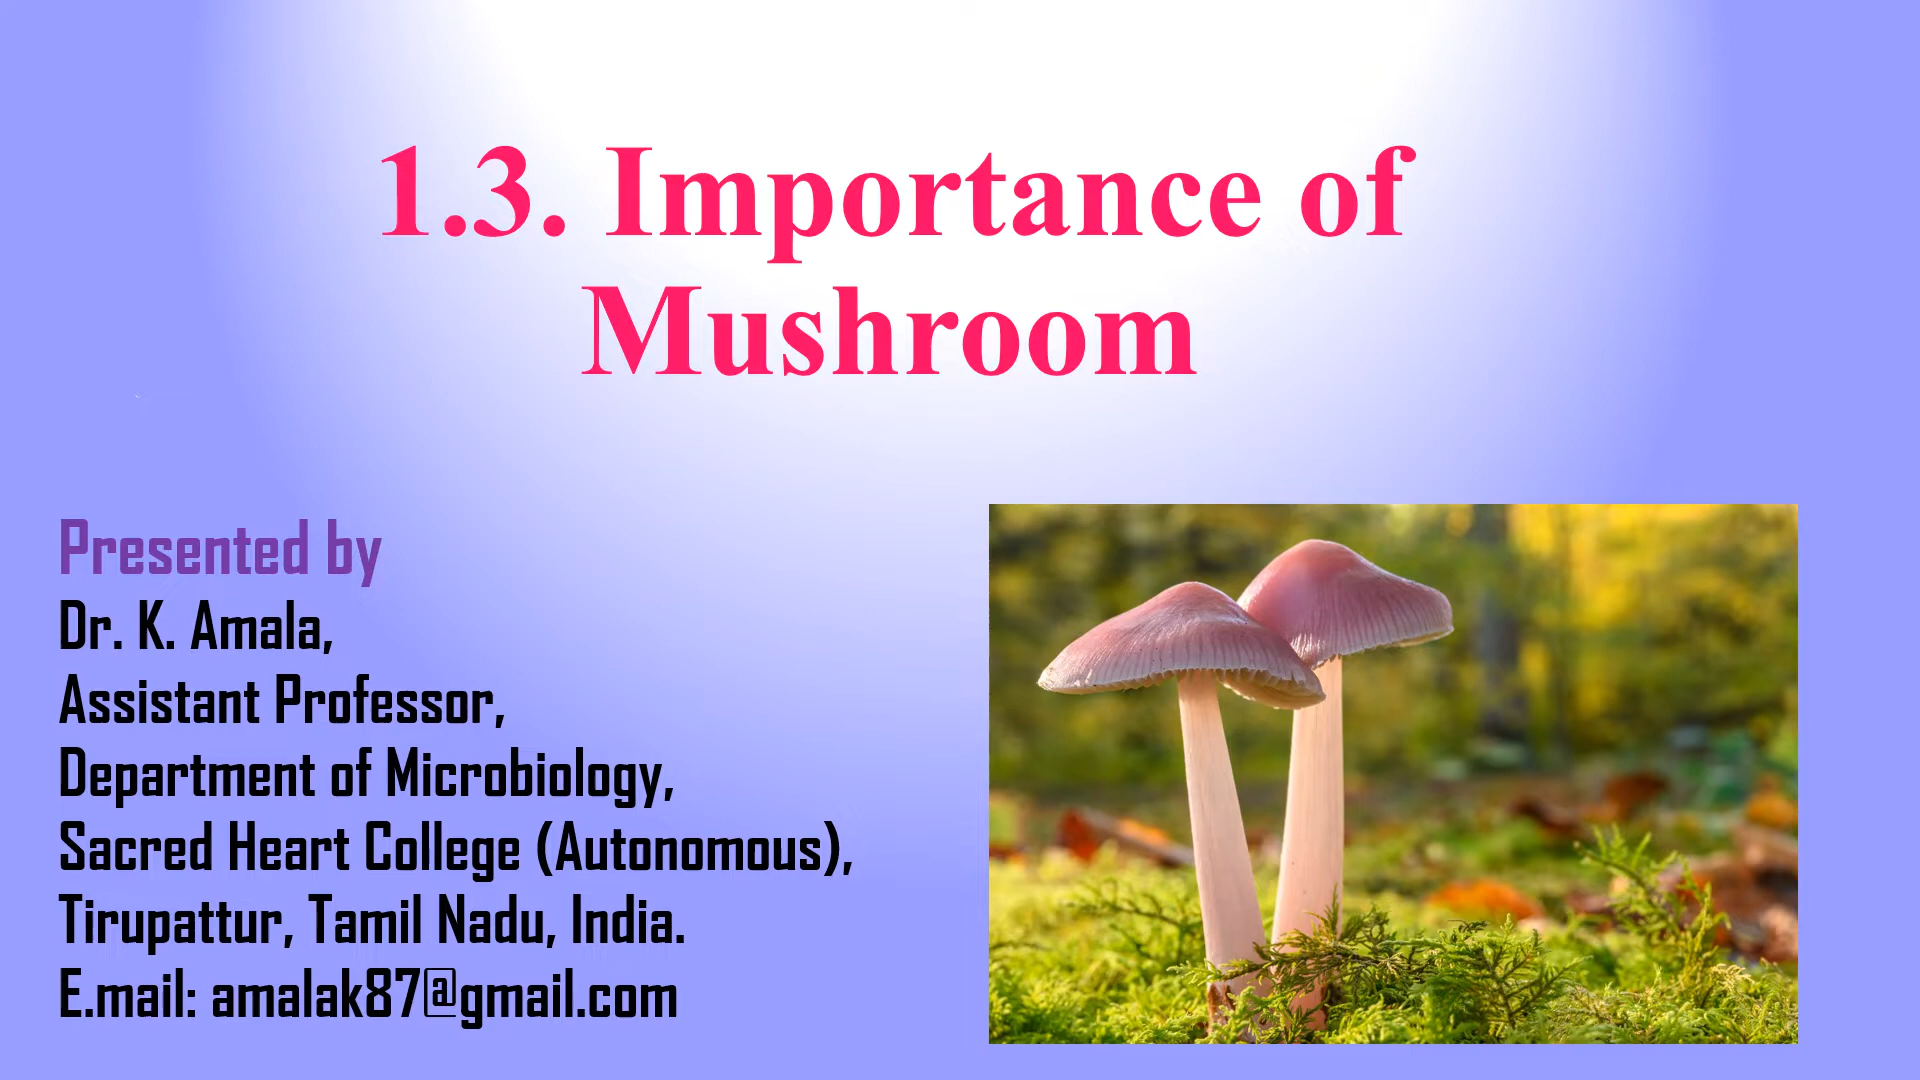 1.3. Importance of
Mushroom
Presented by
Dr. K. Amala,
Assistant Professor,
Department of Microbiology,
Sacred Heart College (Autonomous),
Tirupattur, Tamil Nadu, India.
E.mail: amalak87@gmail.com